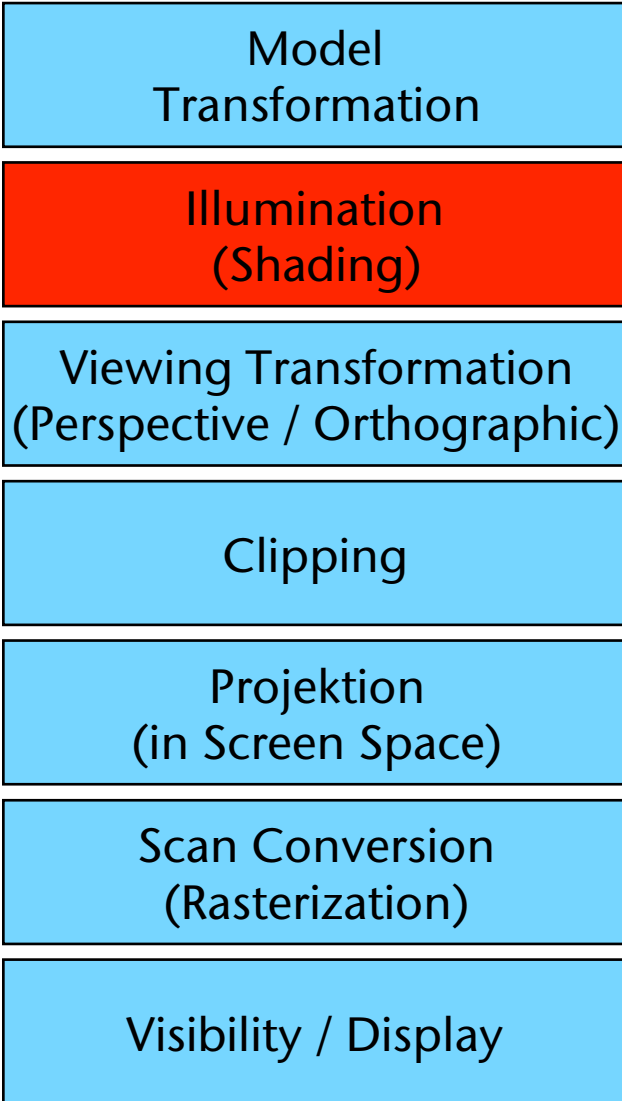 Model
Transformation
Illumination
(Shading)
Viewing Transformation
(Perspective / Orthographic)
Clipping
Projektion
(in Screen Space)
Scan Conversion
(Rasterization)
Visibility / Display